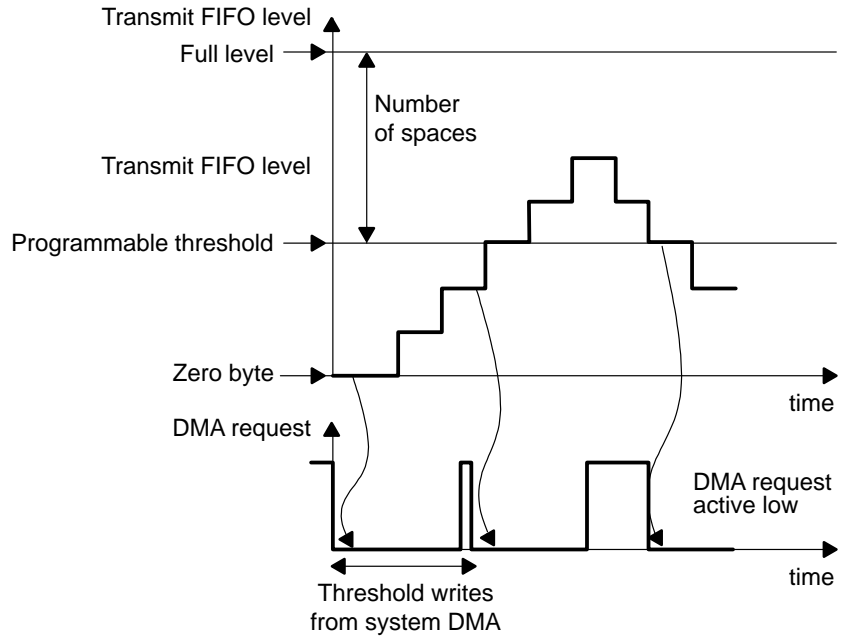 Transmit FIFO level
Full level
Number
of spaces
Transmit FIFO level
Programmable threshold
Zero byte
time
DMA request
DMA request
active low
time
Threshold writes
from system DMA